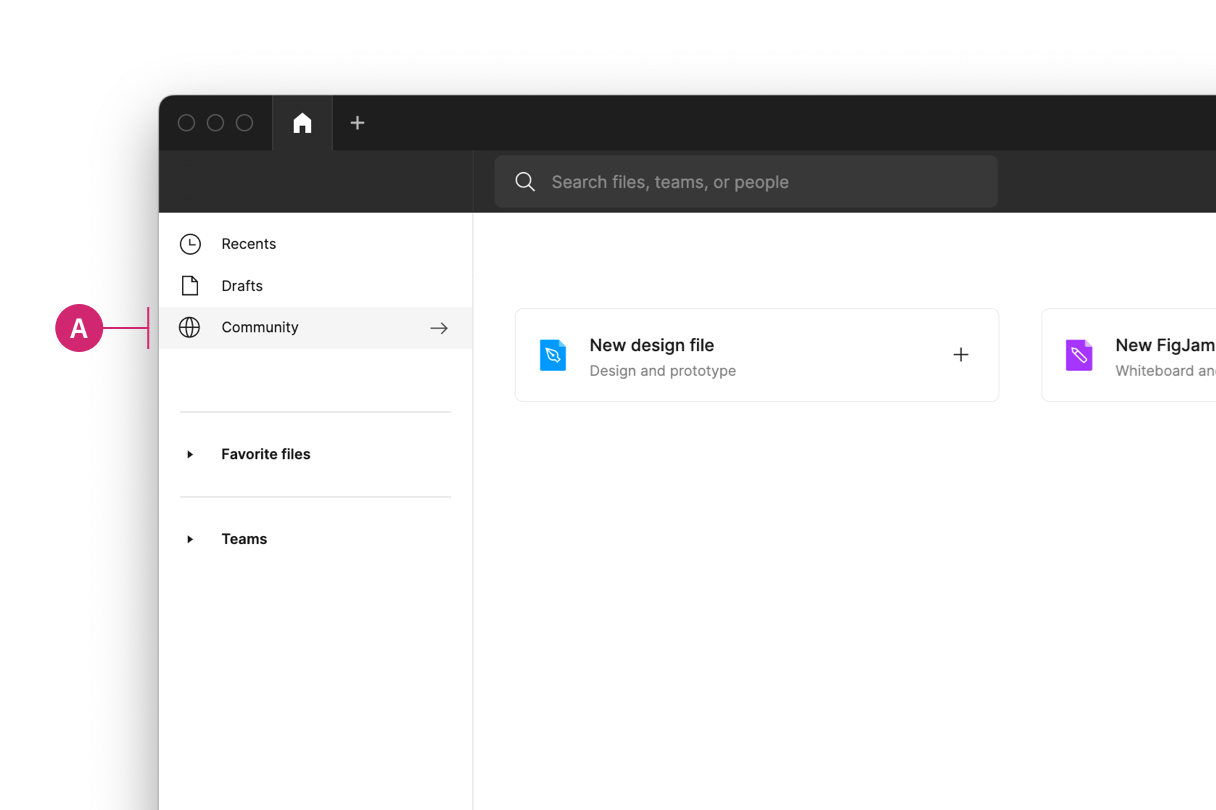 Search files, teams, or people
Recents
Drafts
A
Community
New design file
Design and prototype
New FigJam
Whiteboard an
Favorite files
Teams